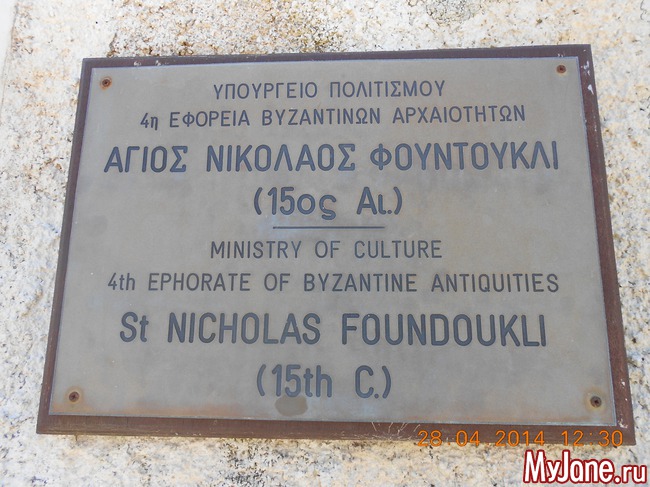 ΥΠΟΥΡΓΕΙΟ ΠΟΛΙΤΙΣΜΟΥ
4η ΕΦΟΡΕΙΑ ΒΥΖΑΝΤΙΝΩΝ ΑΡΧΑΙΟΤΗΤΩΝ
ΑΓΙΟΣ ΝΙΚΟΛΑΟΣ ΦΟΥΝΤΟΥΚΛΙ
(15ος Αι.)
MINISTRY OF CULTURE
4th EPHORATE OF BYZANTINE ANTIQUITIES
St NICHOLAS FOUNDOUKLI
(15th C.)
28.04.2014 12:30
MyJane.ru